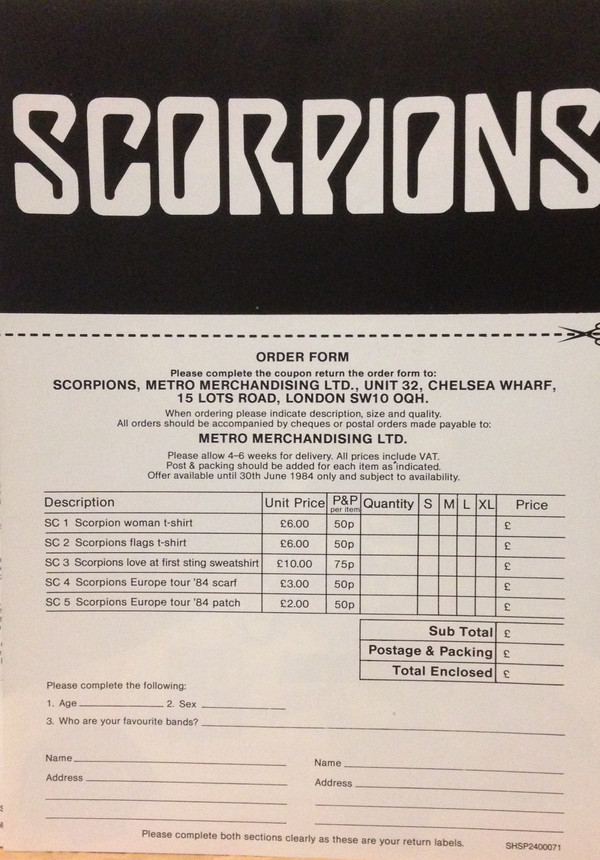 SCORPIONS
ORDER FORM
Please complete the coupon return the order form to:
SCORPIONS, METRO MERCHANDISING LTD., UNIT 32, CHELSEA WHARF,
15 LOTS ROAD, LONDON SW10 OQH.
When ordering please indicate description, size and quality.
All orders should be accompanied by cheques or postal orders made payable to:
METRO MERCHANDISING LTD.
Please allow 4–6 weeks for delivery. All prices include VAT.
Post & packing should be added for each item as indicated.
Offer available until 30th June 1984 only and subject to availability.
Description Unit Price P&P per item Quantity S M L XL Price
SC 1 Scorpion woman t-shirt £6.00 50p £
SC 2 Scorpions flags t-shirt £6.00 50p £
SC 3 Scorpions love at first sting sweatshirt £10.00 75p £
SC 4 Scorpions Europe tour '84 scarf £3.00 50p £
SC 5 Scorpions Europe tour '84 patch £2.00 50p £
Sub Total £
Postage & Packing £
Total Enclosed £
Please complete the following:
1. Age 2. Sex
3. Who are your favourite bands?
Name Name
Address Address
Please complete both sections clearly as these are your return labels.
SHSP2400071